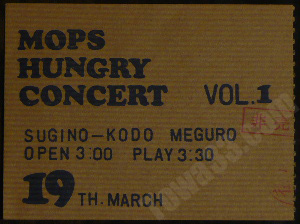 MOPS
HUNGRY
CONCERT VOL.1
SUGINO-KODO MEGURO
OPEN 3:00 PLAY 3:30
19 TH. MARCH